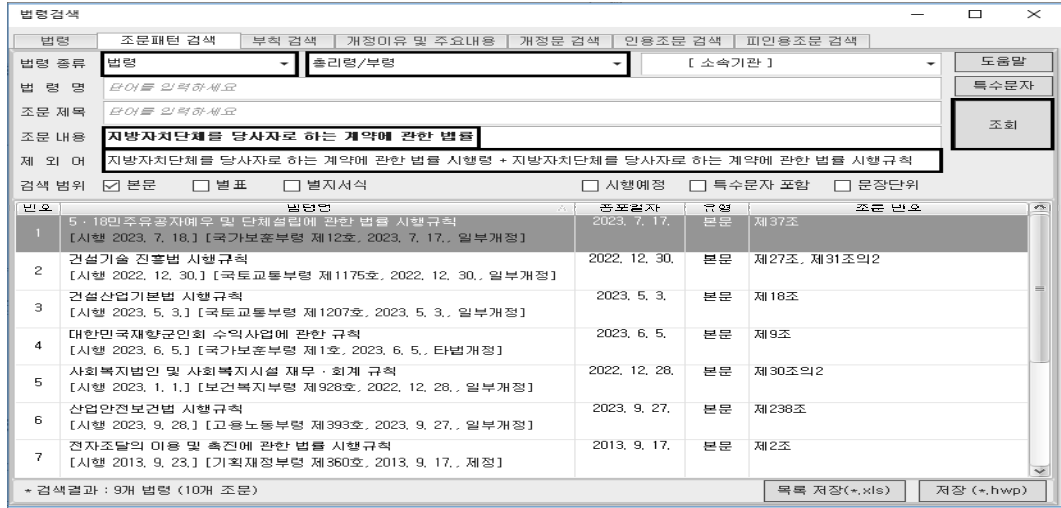 법령검색
법령 조문패턴 검색 부칙 검색 개정이유 및 주요내용 개정문 검색 인용조문 검색 피인용조문 검색
법령 종류 법령 총리령/부령 [ 소속기관 ] 도움말
법 령 명 단어를 입력하세요 특수문자
조문 제목 단어를 입력하세요
조회
조문 내용 지방자치단체를 당사자로 하는 계약에 관한 법률
제 외 어 지방자치단체를 당사자로 하는 계약에 관한 법률 시행령 + 지방자치단체를 당사자로 하는 계약에 관한 법률 시행규칙
검색 범위 본문 별표 별지서식 시행예정 특수문자 포함 문장단위
번호 법령명 공포일자 유형 조문 번호
1 5·18민주유공자예우 및 단체설립에 관한 법률 시행규칙 2023. 7. 17. 본문 제37조
[시행 2023. 7. 18.] [국가보훈부령 제12호, 2023. 7. 17., 일부개정]
2 건설기술 진흥법 시행규칙 2022. 12. 30. 본문 제27조, 제31조의2
[시행 2022. 12. 30.] [국토교통부령 제1175호, 2022. 12. 30., 일부개정]
3 건설산업기본법 시행규칙 2023. 5. 3. 본문 제18조
[시행 2023. 5. 3.] [국토교통부령 제1207호, 2023. 5. 3., 일부개정]
4 대한민국재향군인회 수익사업에 관한 규칙 2023. 6. 5. 본문 제9조
[시행 2023. 6. 5.] [국가보훈부령 제1호, 2023. 6. 5., 타법개정]
5 사회복지법인 및 사회복지시설 재무·회계 규칙 2022. 12. 28. 본문 제30조의2
[시행 2023. 1. 1.] [보건복지부령 제928호, 2022. 12. 28., 일부개정]
6 산업안전보건법 시행규칙 2023. 9. 27. 본문 제238조
[시행 2023. 9. 28.] [고용노동부령 제393호, 2023. 9. 27., 일부개정]
7 전자조달의 이용 및 촉진에 관한 법률 시행규칙 2013. 9. 17. 본문 제2조
[시행 2013. 9. 23.] [기획재정부령 제360호, 2013. 9. 17., 제정]
* 검색결과 : 9개 법령 (10개 조문) 목록 저장(*.xls) 저장 (*.hwp)